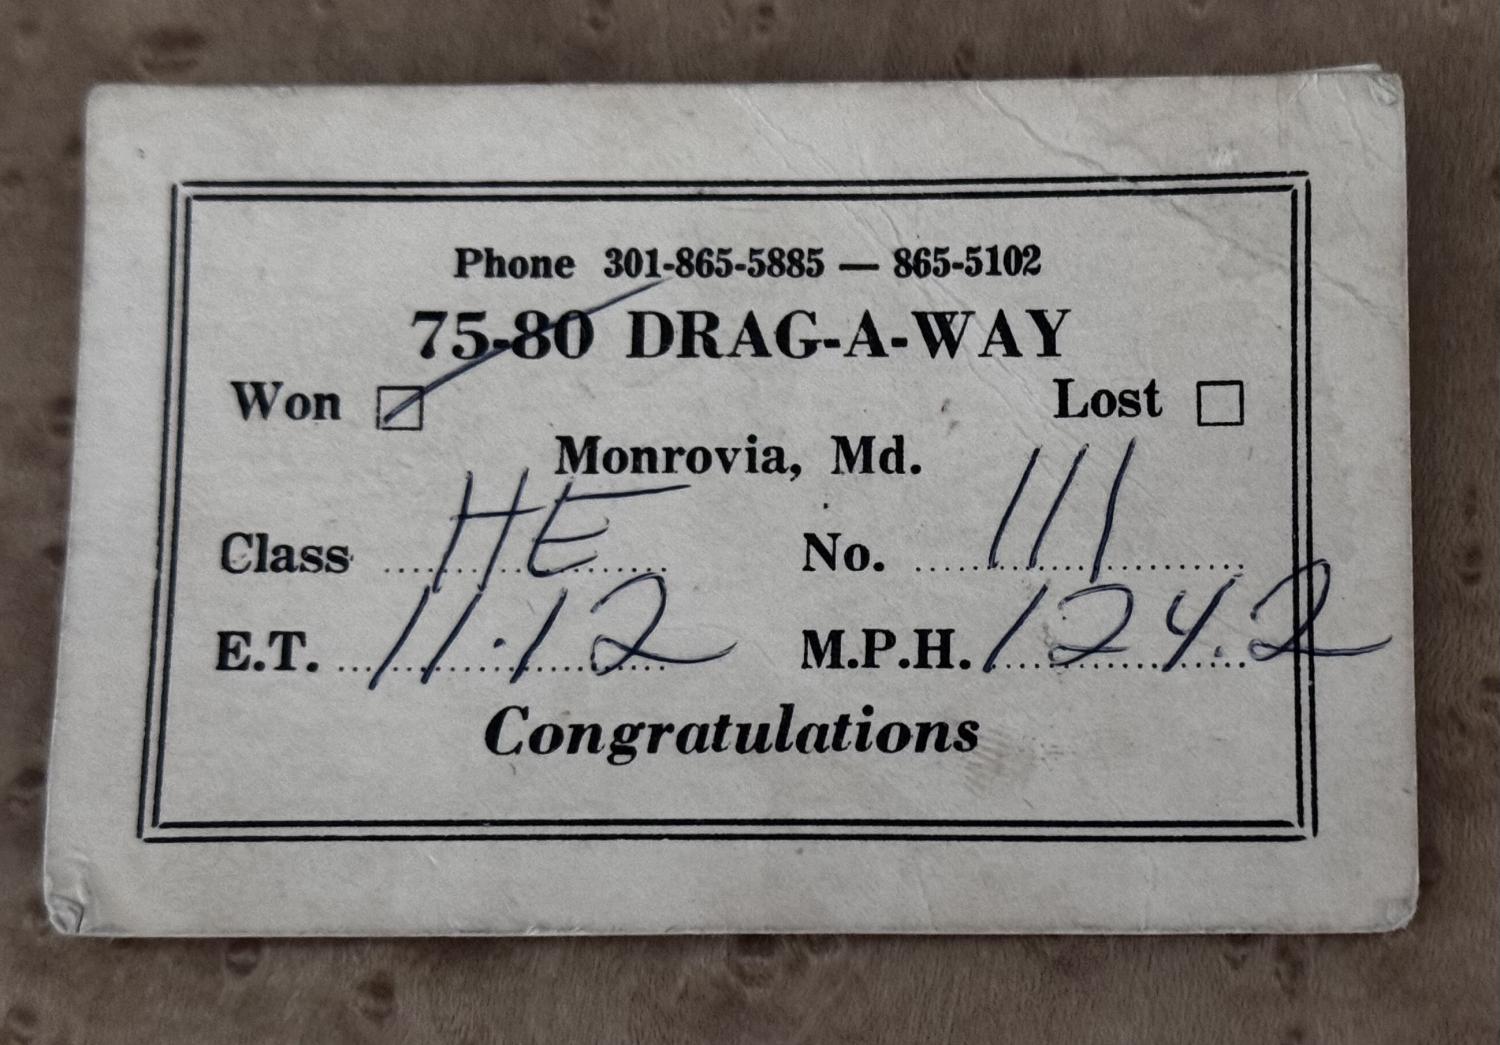 Phone 301-865-5885 — 865-5102
75-80 DRAG-A-WAY
Won Lost
Monrovia, Md.
Class HE No. 111
E.T. 11.12 M.P.H. 124.2
Congratulations